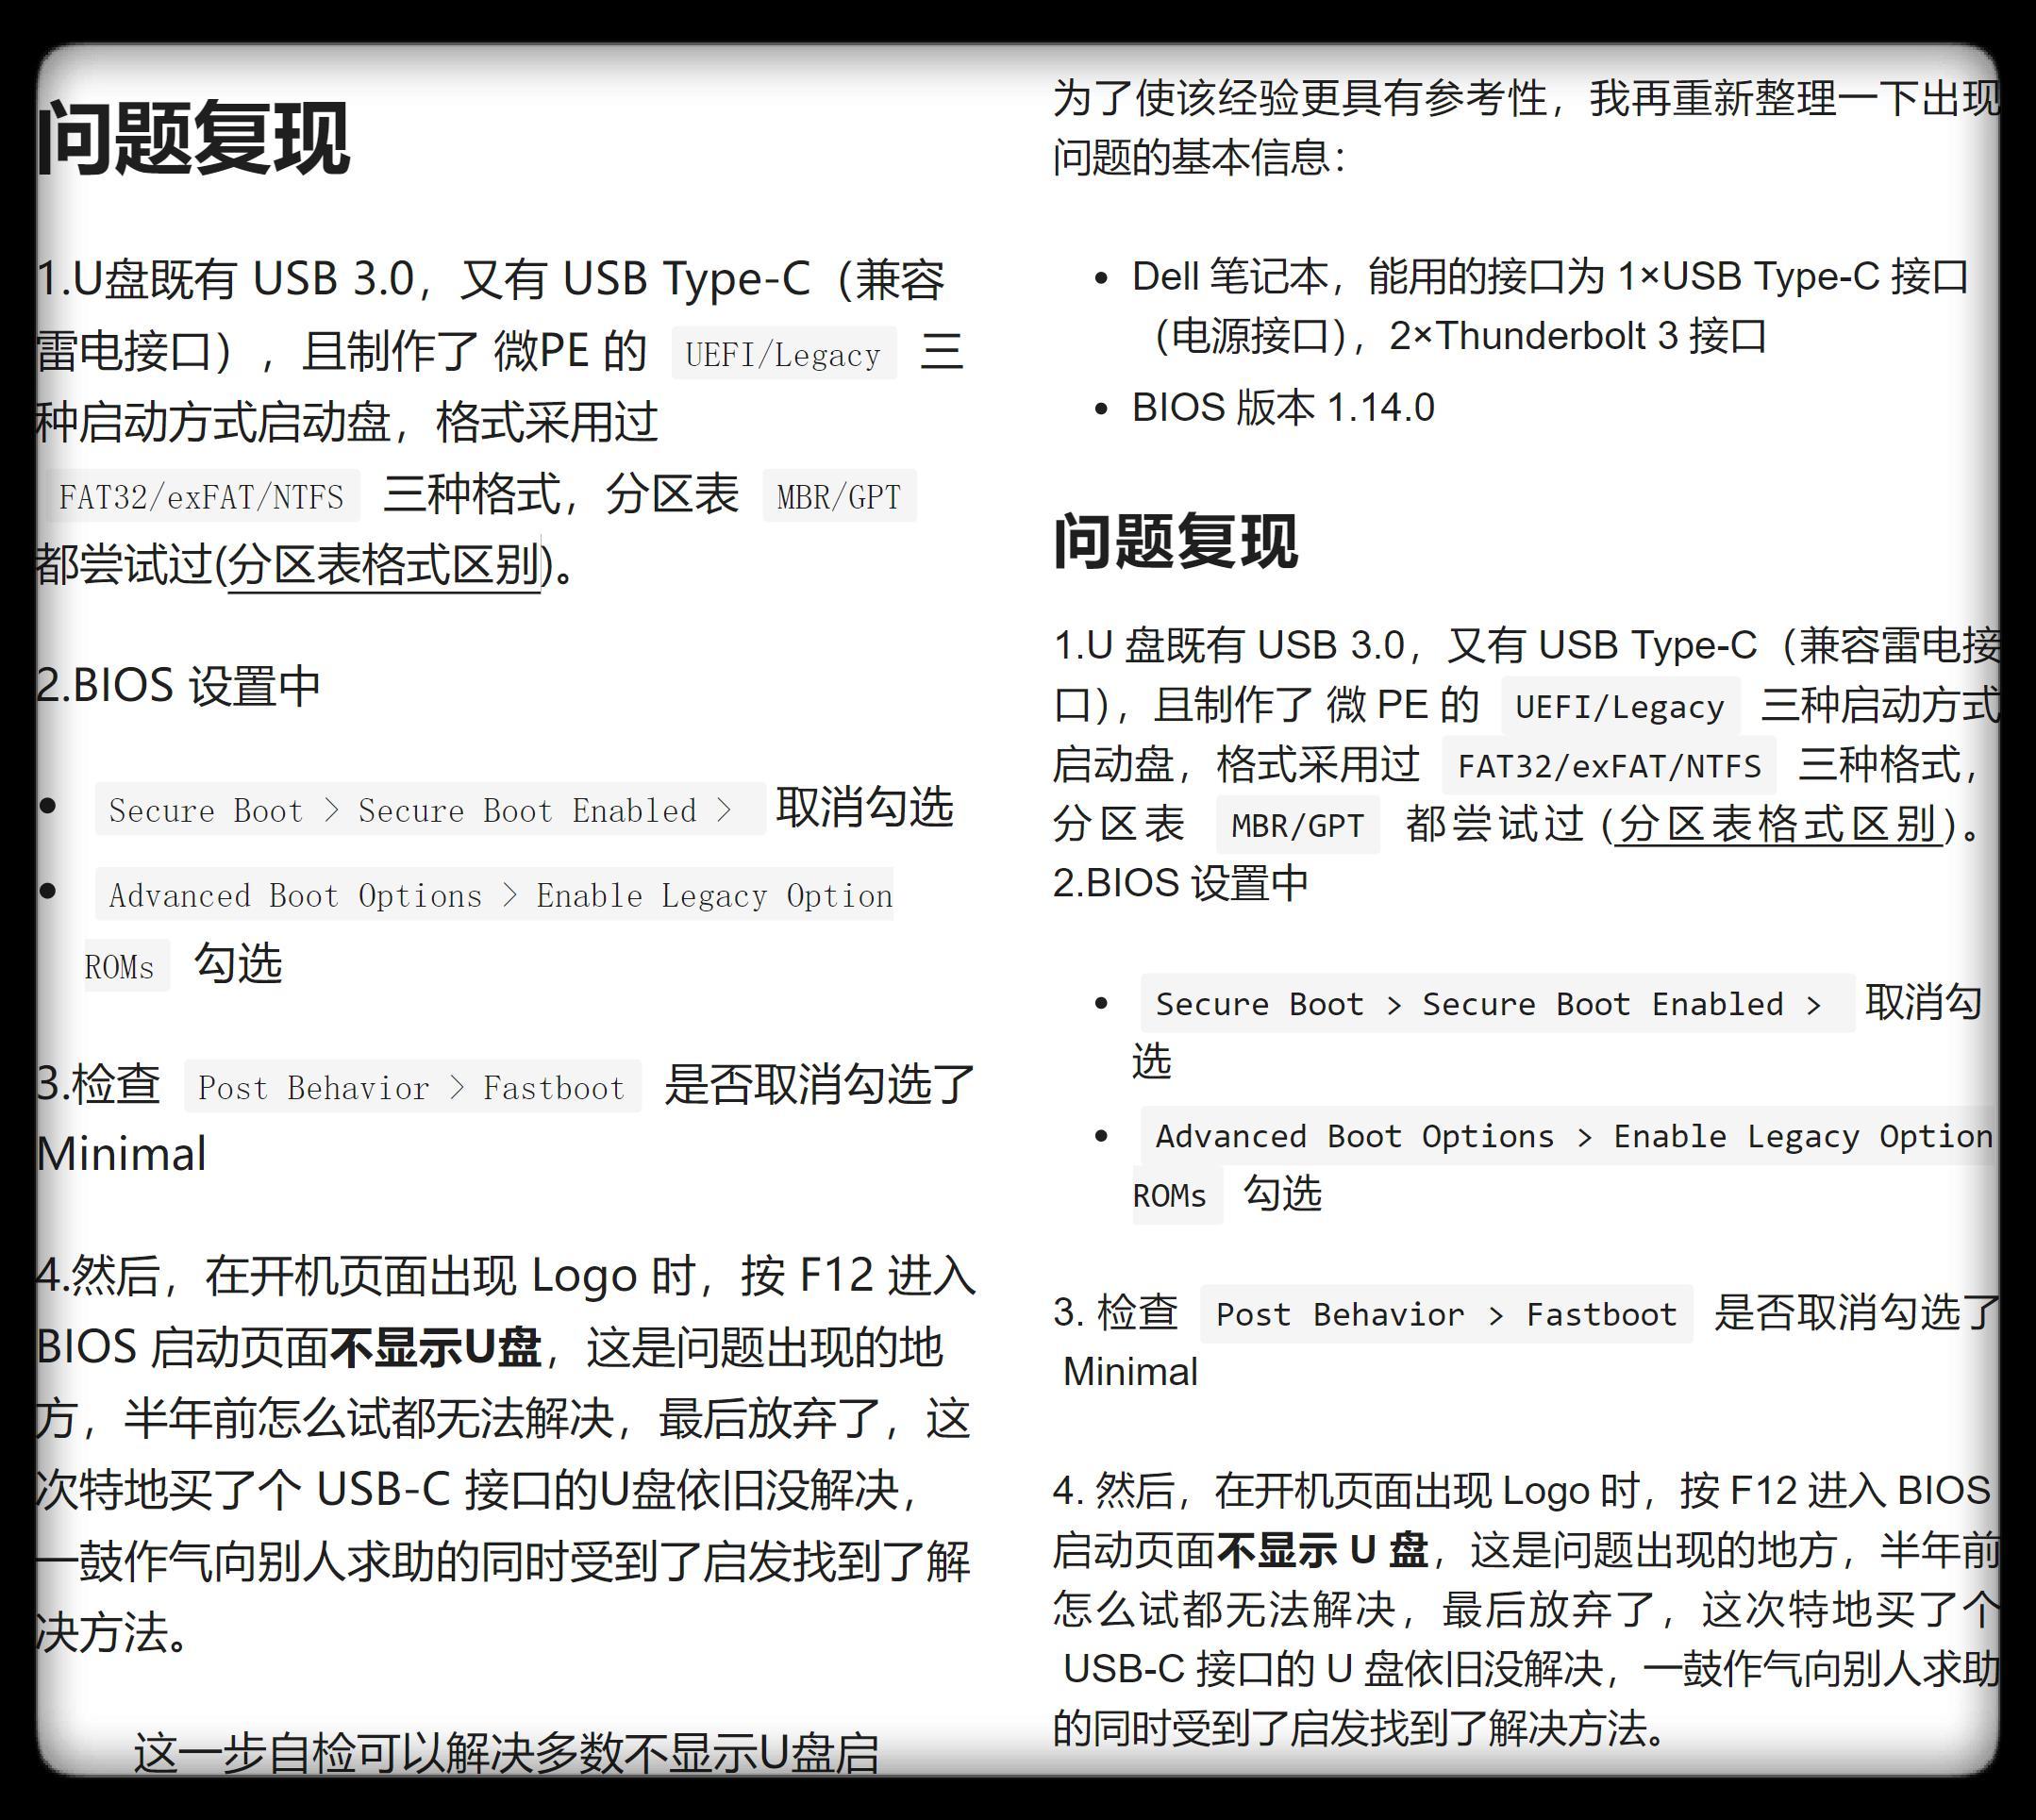 问题复现
1.U盘既有 USB 3.0，又有 USB Type-C（兼容
雷电接口），且制作了 微PE 的 UEFI/Legacy 三
种启动方式启动盘，格式采用过
FAT32/exFAT/NTFS 三种格式，分区表 MBR/GPT
都尝试过(分区表格式区别)。
2.BIOS 设置中
• Secure Boot > Secure Boot Enabled > 取消勾选
• Advanced Boot Options > Enable Legacy Option
ROMs 勾选
3.检查 Post Behavior > Fastboot 是否取消勾选了
Minimal
4.然后，在开机页面出现 Logo 时，按 F12 进入
BIOS 启动页面不显示U盘，这是问题出现的地
方，半年前怎么试都无法解决，最后放弃了，这
次特地买了个 USB-C 接口的U盘依旧没解决，
一鼓作气向别人求助的同时受到了启发找到了解
决方法。
这一步自检可以解决多数不显示U盘启
为了使该经验更具有参考性，我再重新整理一下出现
问题的基本信息：
• Dell 笔记本，能用的接口为 1×USB Type-C 接口
（电源接口），2×Thunderbolt 3 接口
• BIOS 版本 1.14.0
问题复现
1.U 盘既有 USB 3.0，又有 USB Type-C（兼容雷电接
口），且制作了 微 PE 的 UEFI/Legacy 三种启动方式
启动盘，格式采用过 FAT32/exFAT/NTFS 三种格式，
分区表 MBR/GPT 都尝试过 (分区表格式区别)。
2.BIOS 设置中
• Secure Boot > Secure Boot Enabled > 取消勾
选
• Advanced Boot Options > Enable Legacy Option
ROMs 勾选
3. 检查 Post Behavior > Fastboot 是否取消勾选了
Minimal
4. 然后，在开机页面出现 Logo 时，按 F12 进入 BIOS
启动页面不显示 U 盘，这是问题出现的地方，半年前
怎么试都无法解决，最后放弃了，这次特地买了个
USB-C 接口的 U 盘依旧没解决，一鼓作气向别人求助
的同时受到了启发找到了解决方法。